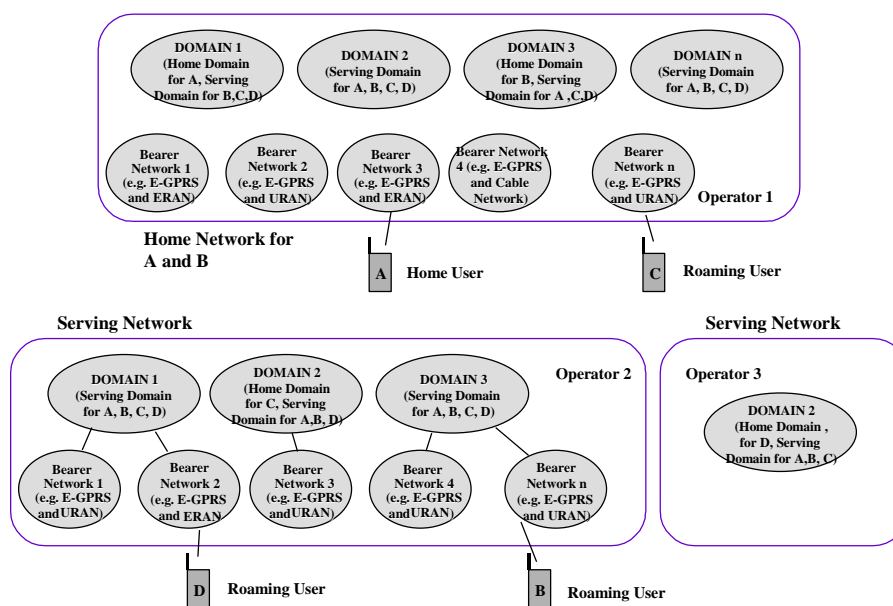 DOMAIN 1
(Home Domain
for A, Serving
Domain for B,C,D)
DOMAIN 2
(Serving Domain
for A, B, C, D)
DOMAIN 3
(Home Domain
for B, Serving
Domain for A ,C,D)
DOMAIN n
(Serving Domain
for A, B, C, D)
Bearer
Network 1
(e.g. E-GPRS
and ERAN)
Bearer
Network 2
(e.g. E-GPRS
and URAN)
Bearer
Network 3
(e.g. E-GPRS
and ERAN)
Bearer Network
4 (e.g. E-GPRS
and Cable
Network)
Bearer
Network n
(e.g. E-GPRS
and URAN)
Operator 1
Home Network for
A and B
A
Home User
C
Roaming User
Serving Network
Serving Network
DOMAIN 1
(Serving Domain
for A, B, C, D)
DOMAIN 2
(Home Domain
for C, Serving
Domain for A,B, D)
DOMAIN 3
(Serving Domain
for A, B, C, D)
Operator 2
Bearer
Network 1
(e.g. E-GPRS
and URAN)
Bearer
Network 2
(e.g. E-GPRS
and ERAN
Bearer
Network 3
(e.g. E-GPRS
and URAN)
Bearer
Network 4
(e.g. E-GPRS
and URAN)
Bearer
Network n
(e.g. E-GPRS
and URAN)
Operator 3
DOMAIN 2
(Home Domain ,
for D, Serving
Domain for A,B, C)
D
Roaming User
B
Roaming User